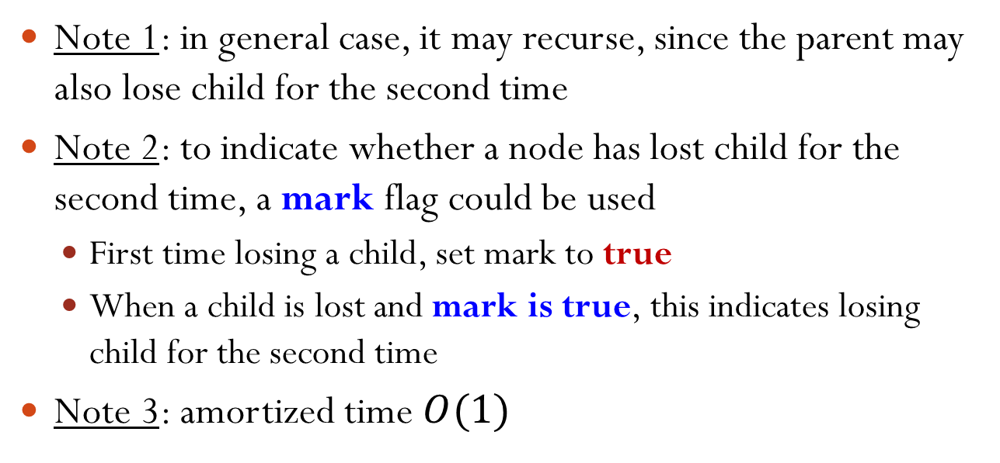 • Note 1: in general case, it may recurse, since the parent may
also lose child for the second time
• Note 2: to indicate whether a node has lost child for the
second time, a mark flag could be used
• First time losing a child, set mark to true
• When a child is lost and mark is true, this indicates losing
child for the second time
• Note 3: amortized time O(1)